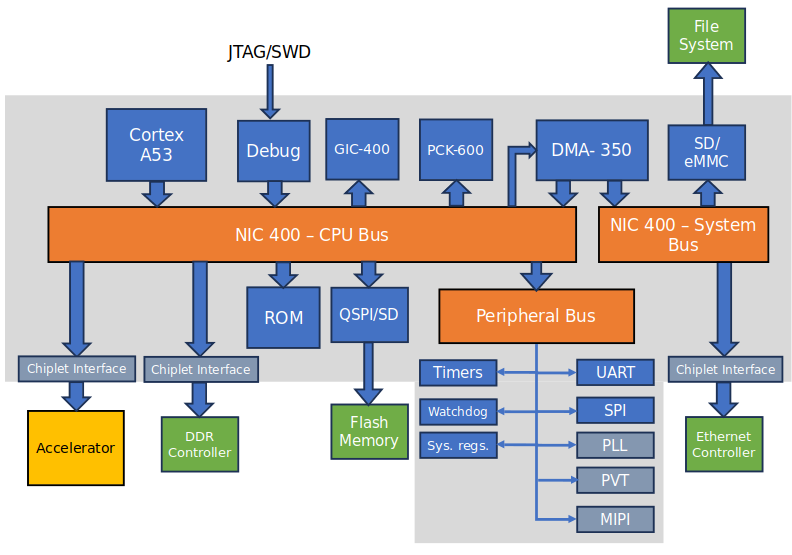 File
System
JTAG/SWD
Cortex
A53
Debug
GIC-400
PCK-600
DMA- 350
SD/
eMMC
NIC 400 – CPU Bus
NIC 400 – System
Bus
ROM
QSPI/SD
Peripheral Bus
Chiplet Interface
Chiplet Interface
Chiplet Interface
Timers
UART
Watchdog
SPI
Sys. regs.
PLL
PVT
MIPI
Accelerator
DDR
Controller
Flash
Memory
Ethernet
Controller